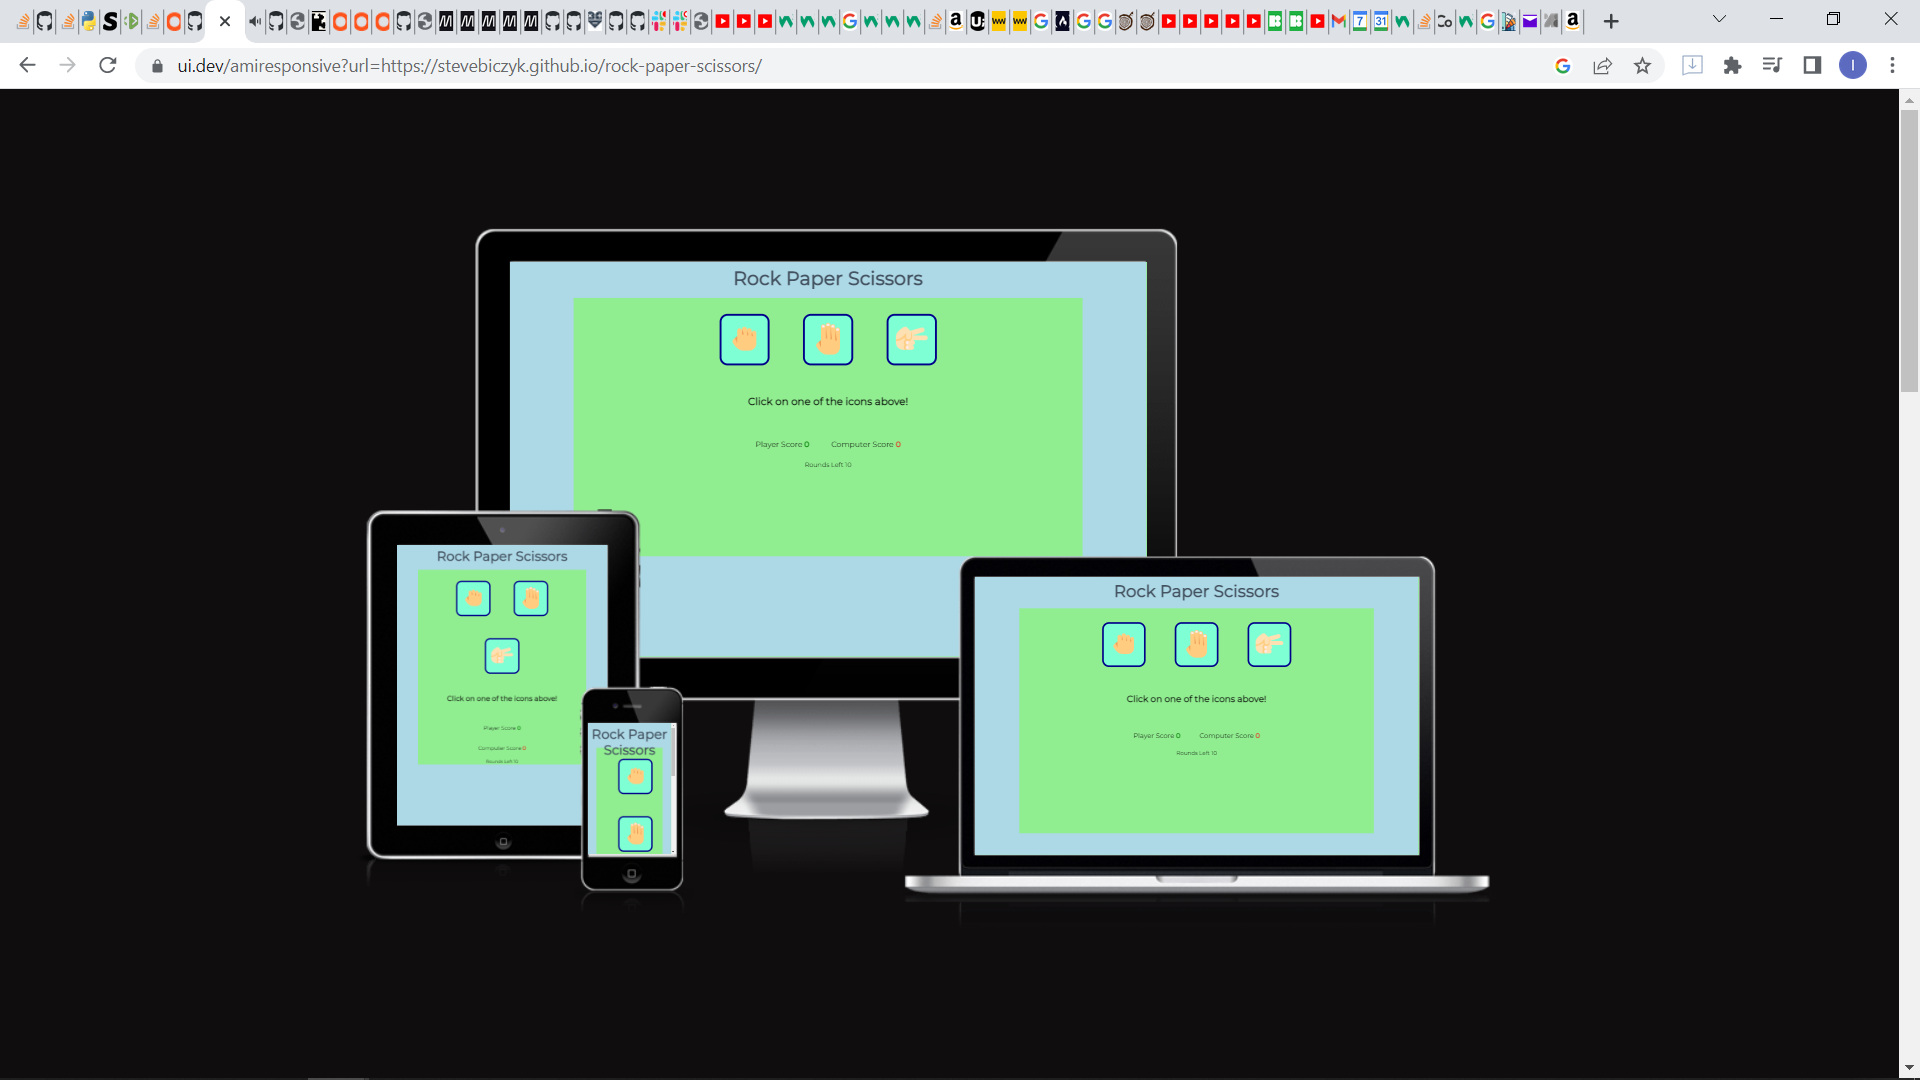 ui.dev/amiresponsive?url=https://stevebiczyk.github.io/rock-paper-scissors/
Rock Paper Scissors
Click on one of the icons above!
Player Score 0 Computer Score 0
Rounds Left 10
Rock Paper Scissors
Click on one of the icons above!
Player Score 0
Computer Score 0
Rounds Left 10
Rock Paper
Scissors
Rock Paper Scissors
Click on one of the icons above!
Player Score 0 Computer Score 0
Rounds Left 10